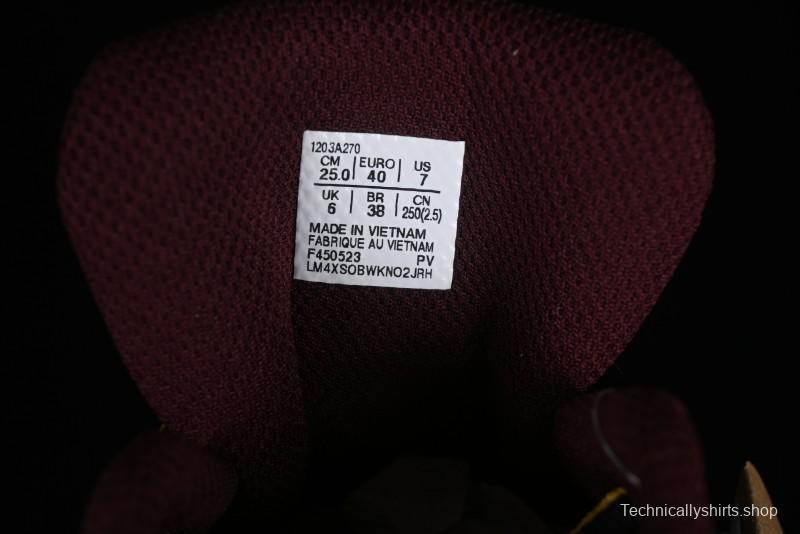 1203A270
CM | EURO | US
25.0 | 40 | 7
UK | BR | CN
6 | 38 | 250(2.5)
MADE IN VIETNAM
FABRIQUE AU VIETNAM
F450523 PV
LM4XSOBWKNO2JRH
Technicallyshirts.shop